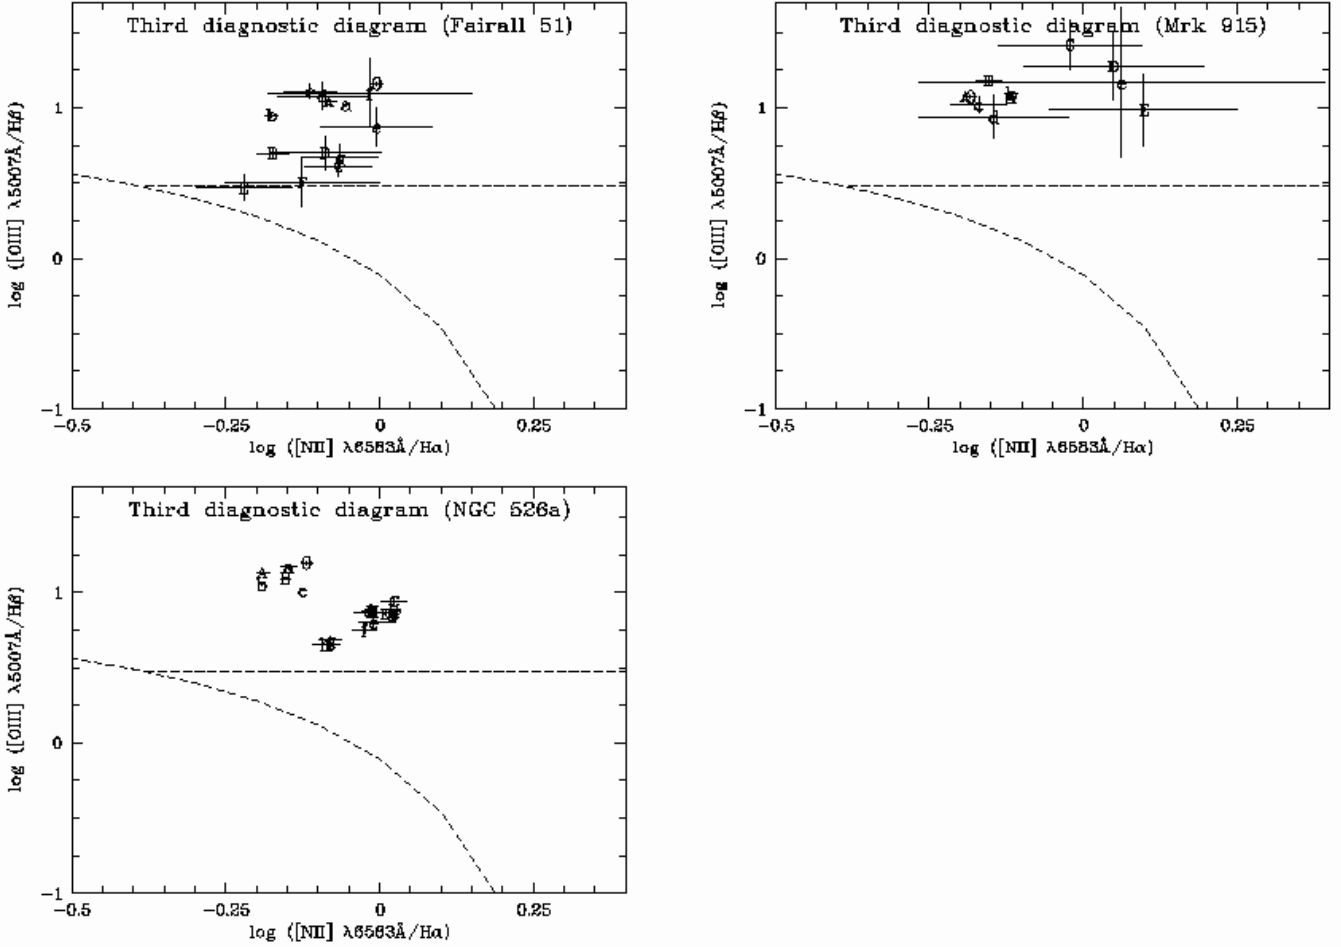 Third diagnostic diagram (Fairall 51)
log ([OIII] λ5007Å/Hβ)
1
0
-1
-0.5 -0.25 0 0.25
log ([NII] λ6583Å/Hα)
Third diagnostic diagram (Mrk 915)
log ([OIII] λ5007Å/Hβ)
1
0
-1
-0.5 -0.25 0 0.25
log ([NII] λ6583Å/Hα)
Third diagnostic diagram (NGC 526a)
log ([OIII] λ5007Å/Hβ)
1
0
-1
-0.5 -0.25 0 0.25
log ([NII] λ6583Å/Hα)